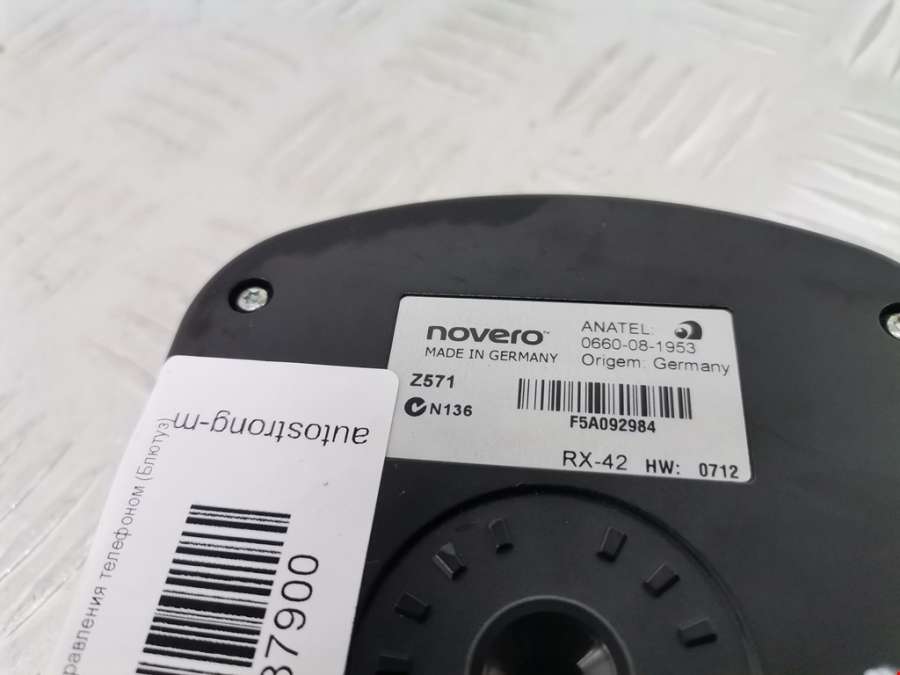 novero™
MADE IN GERMANY
Z571
N136
ANATEL:
0660-08-1953
Origem: Germany
F5A092984
RX-42 HW: 0712
autostrong-m
равления телефоном (Блютуз)
37900